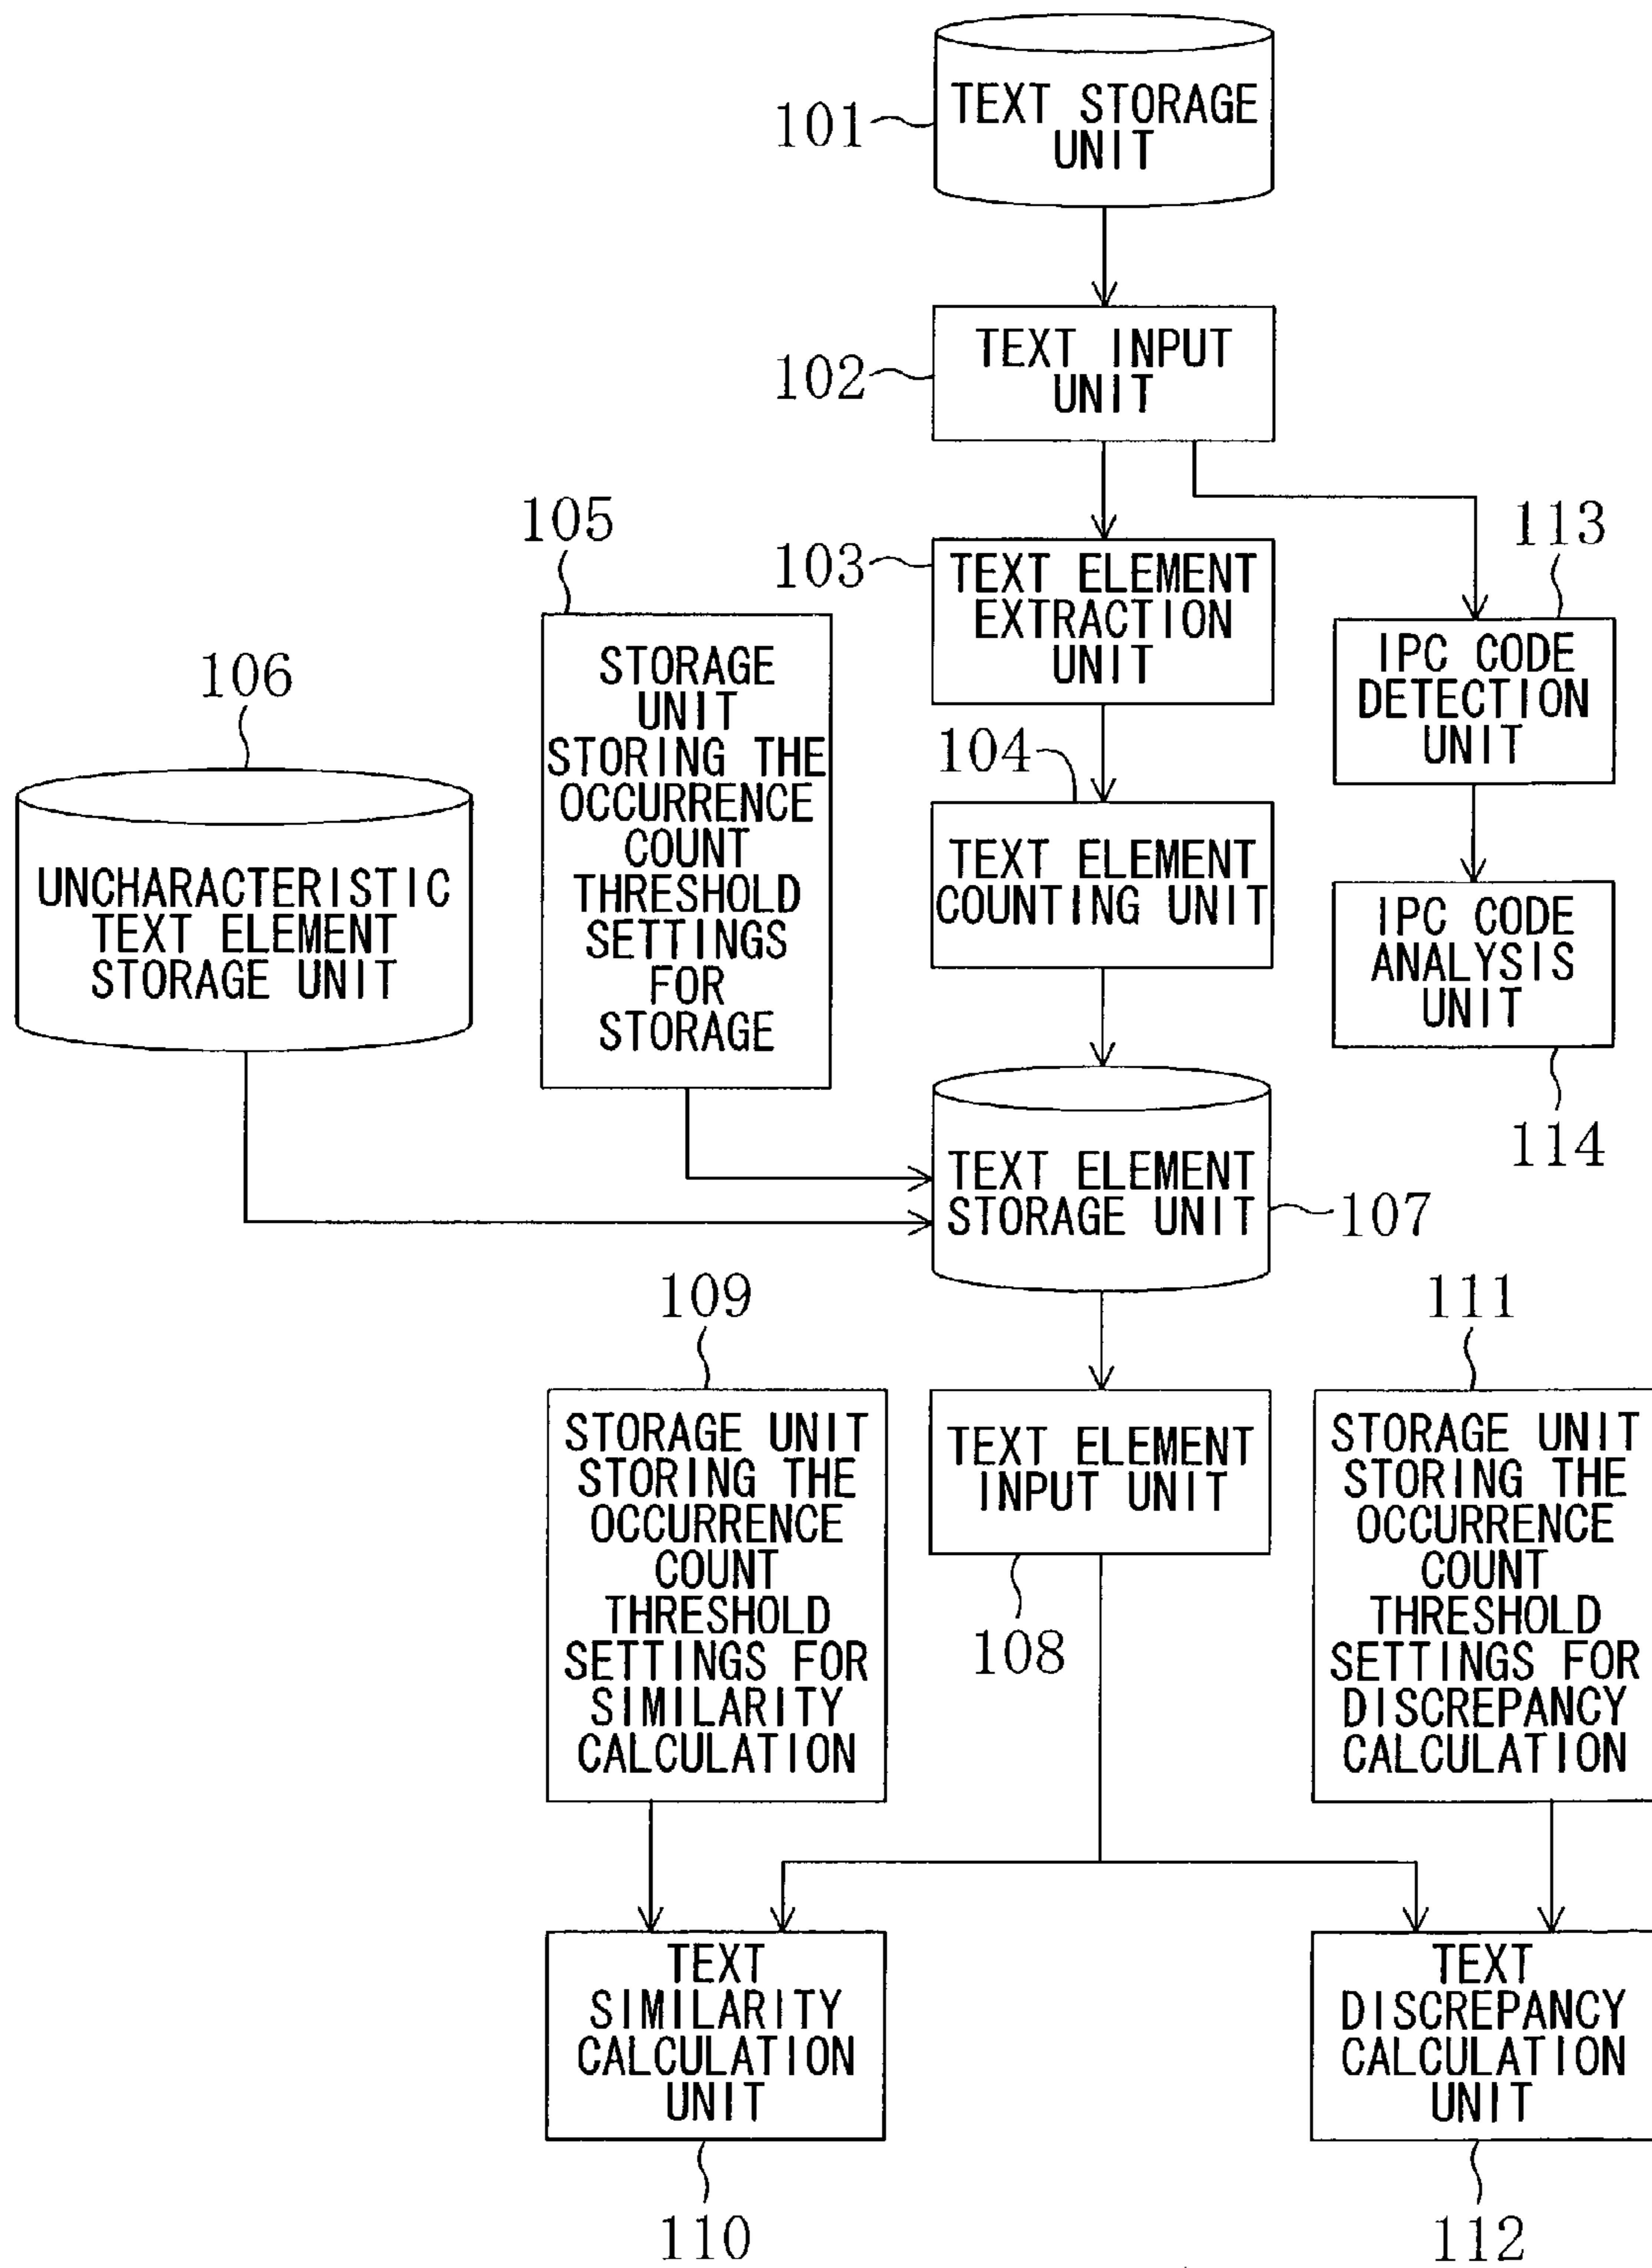 101
TEXT STORAGE
UNIT
102
TEXT INPUT
UNIT
103
TEXT ELEMENT
EXTRACTION
UNIT
113
IPC CODE
DETECTION
UNIT
105
STORAGE
UNIT
STORING THE
OCCURRENCE
COUNT
THRESHOLD
SETTINGS
FOR
STORAGE
106
UNCHARACTERISTIC
TEXT ELEMENT
STORAGE UNIT
104
TEXT ELEMENT
COUNTING UNIT
IPC CODE
ANALYSIS
UNIT
114
TEXT ELEMENT
STORAGE UNIT
107
109
STORAGE UNIT
STORING THE
OCCURRENCE
COUNT
THRESHOLD
SETTINGS FOR
SIMILARITY
CALCULATION
TEXT ELEMENT
INPUT UNIT
108
111
STORAGE UNIT
STORING THE
OCCURRENCE
COUNT
THRESHOLD
SETTINGS FOR
DISCREPANCY
CALCULATION
TEXT
SIMILARITY
CALCULATION
UNIT
110
TEXT
DISCREPANCY
CALCULATION
UNIT
112